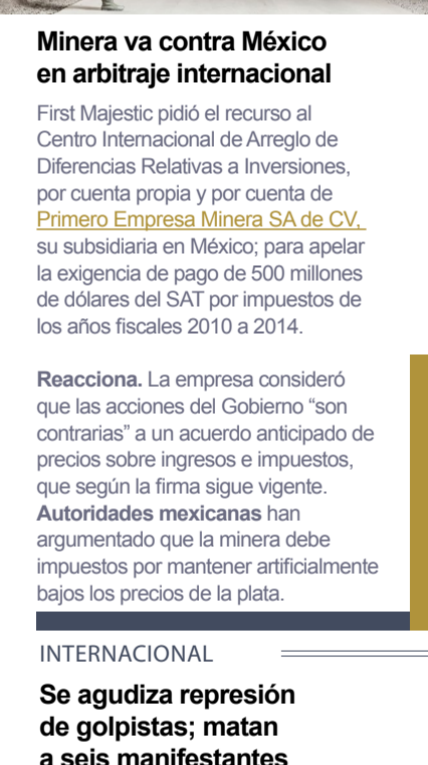 Minera va contra México
en arbitraje internacional
First Majestic pidió el recurso al
Centro Internacional de Arreglo de
Diferencias Relativas a Inversiones,
por cuenta propia y por cuenta de
Primero Empresa Minera SA de CV,
su subsidiaria en México; para apelar
la exigencia de pago de 500 millones
de dólares del SAT por impuestos de
los años fiscales 2010 a 2014.
Reacciona. La empresa consideró
que las acciones del Gobierno “son
contrarias” a un acuerdo anticipado de
precios sobre ingresos e impuestos,
que según la firma sigue vigente.
Autoridades mexicanas han
argumentado que la minera debe
impuestos por mantener artificialmente
bajos los precios de la plata.
INTERNACIONAL
Se agudiza represión
de golpistas; matan
a seis manifestantes